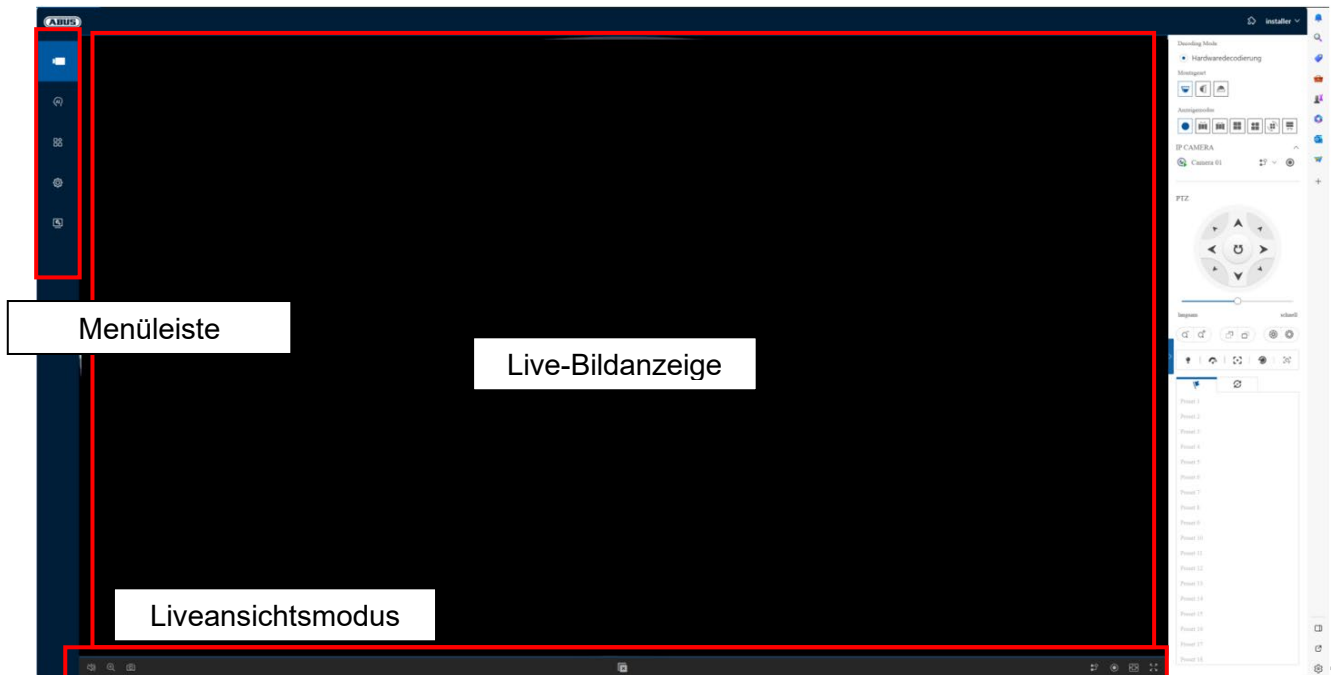 ABUS
installer
Decoding Mode
Hardwaredecodierung
Montageart
Anzeigemodus
IP CAMERA
Camera 01
PTZ
langsam
schnell
Menüleiste
Live-Bildanzeige
Preset 1
Preset 2
Preset 3
Preset 4
Preset 5
Preset 6
Preset 7
Preset 8
Preset 9
Preset 10
Preset 11
Preset 12
Preset 13
Preset 14
Preset 15
Preset 16
Preset 17
Preset 18
Liveansichtsmodus